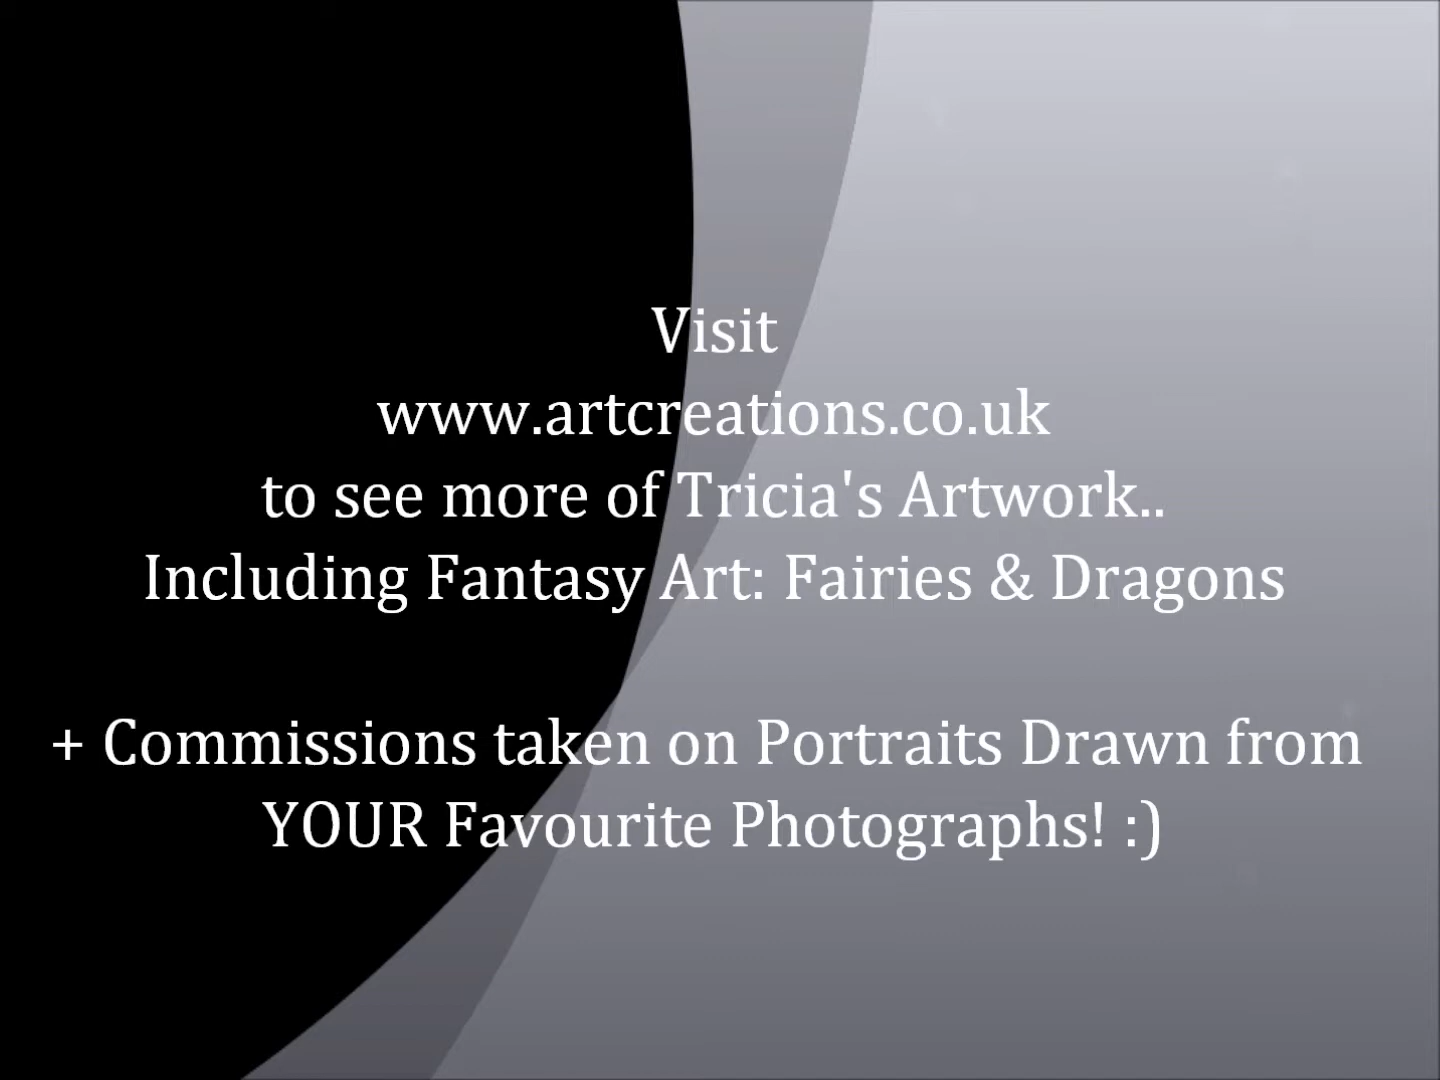 Visit
www.artcreations.co.uk
to see more of Tricia's Artwork..
Including Fantasy Art: Fairies & Dragons
+ Commissions taken on Portraits Drawn from
YOUR Favourite Photographs! :)